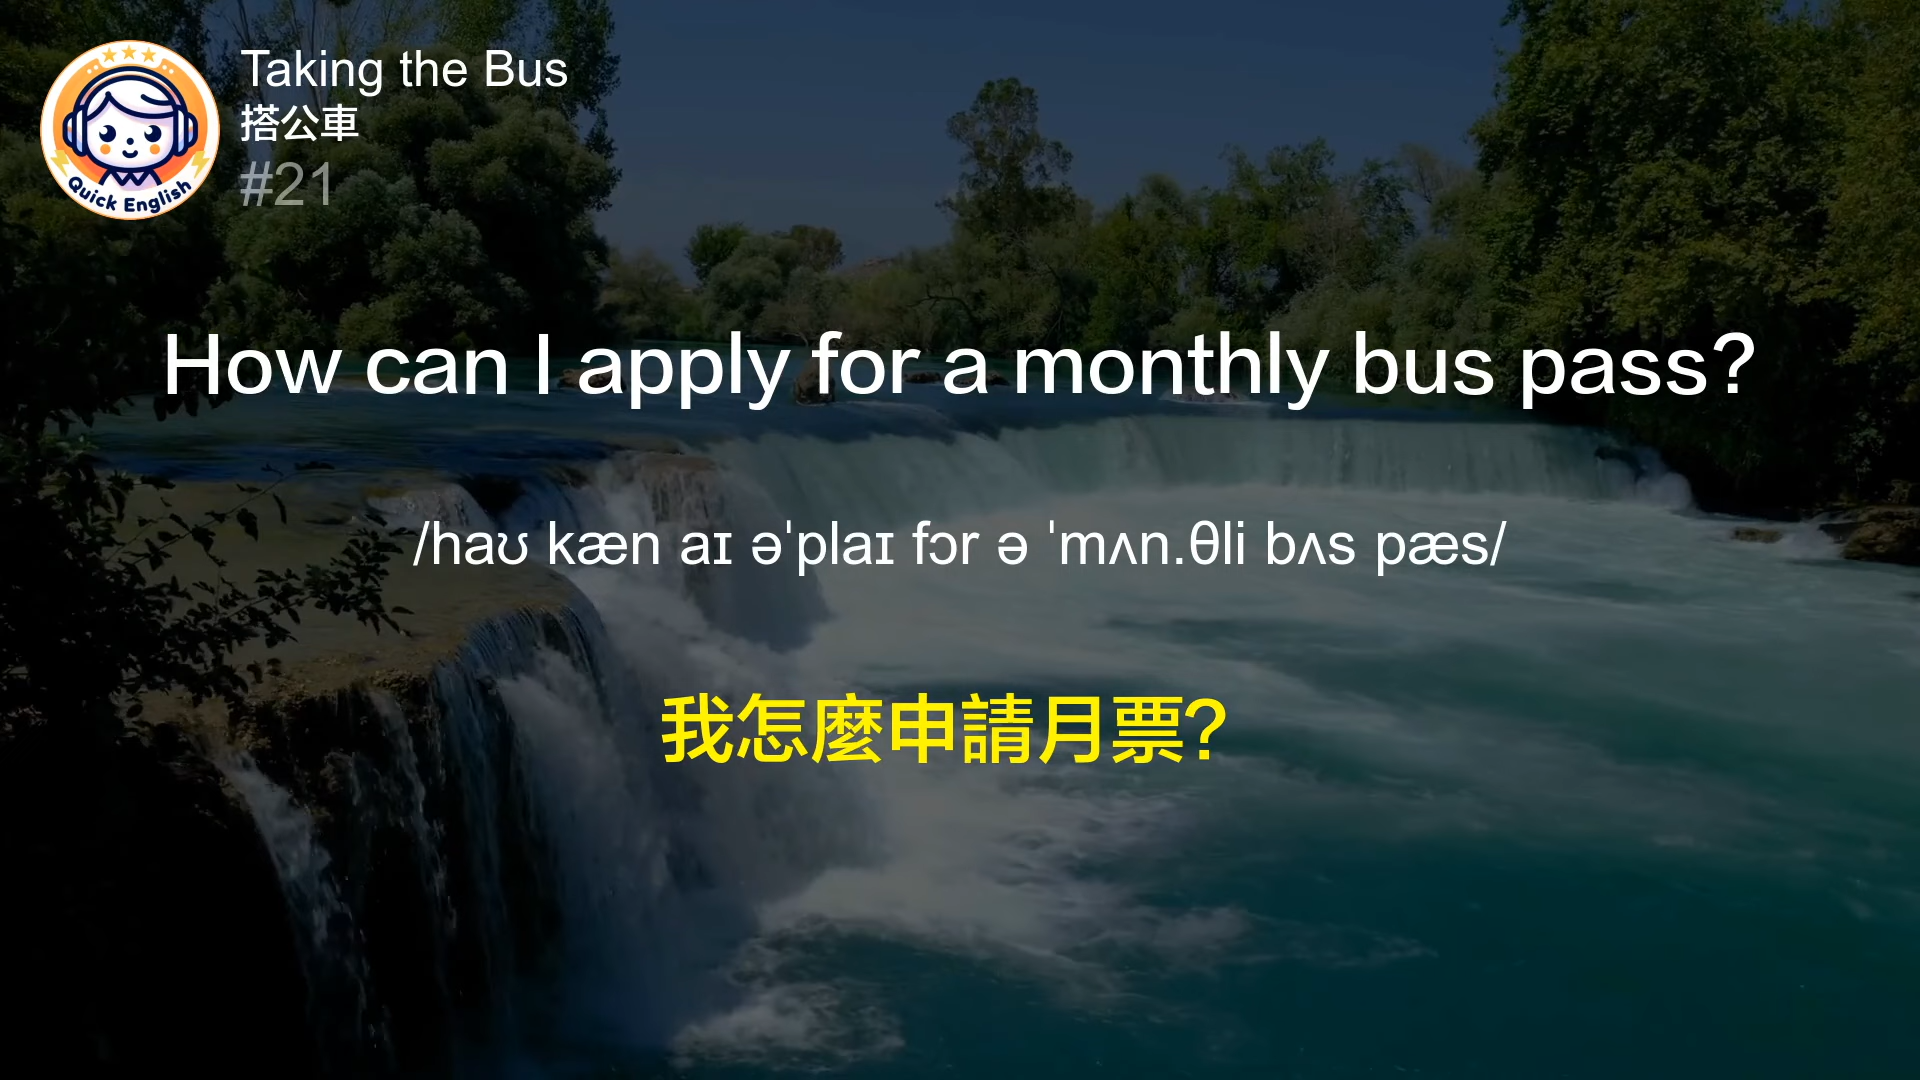 Quick English
Taking the Bus
搭公車
#21
How can I apply for a monthly bus pass?
/haʊ kæn aɪ əˈplaɪ fɔr ə ˈmʌn.θli bʌs pæs/
我怎麼申請月票?